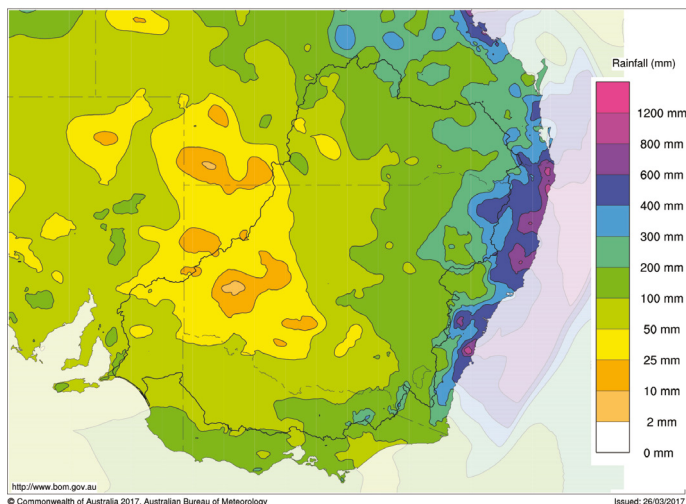 Rainfall (mm)
1200 mm
800 mm
600 mm
400 mm
300 mm
200 mm
100 mm
50 mm
25 mm
10 mm
2 mm
0 mm
http://www.bom.gov.au
© Commonwealth of Australia 2017, Australian Bureau of Meteorology
Issued: 26/03/2017